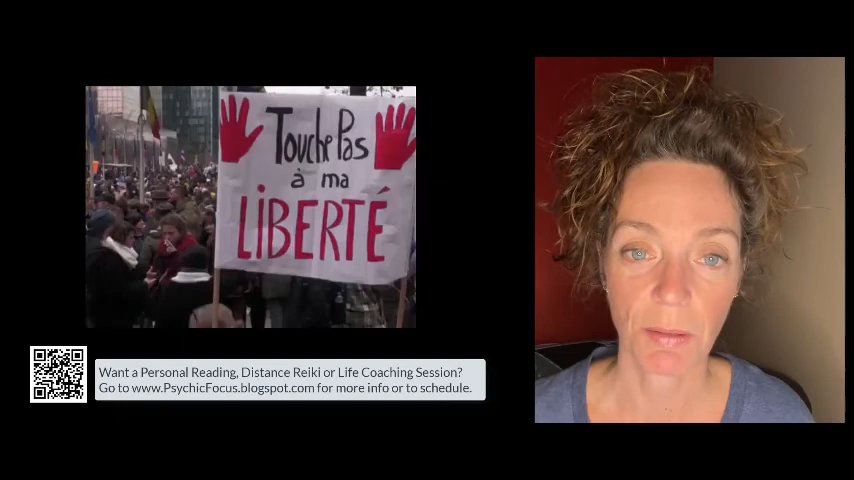 Touche Pas
à ma
LIBERTÉ
Want a Personal Reading, Distance Reiki or Life Coaching Session?
Go to www.PsychicFocus.blogspot.com for more info or to schedule.